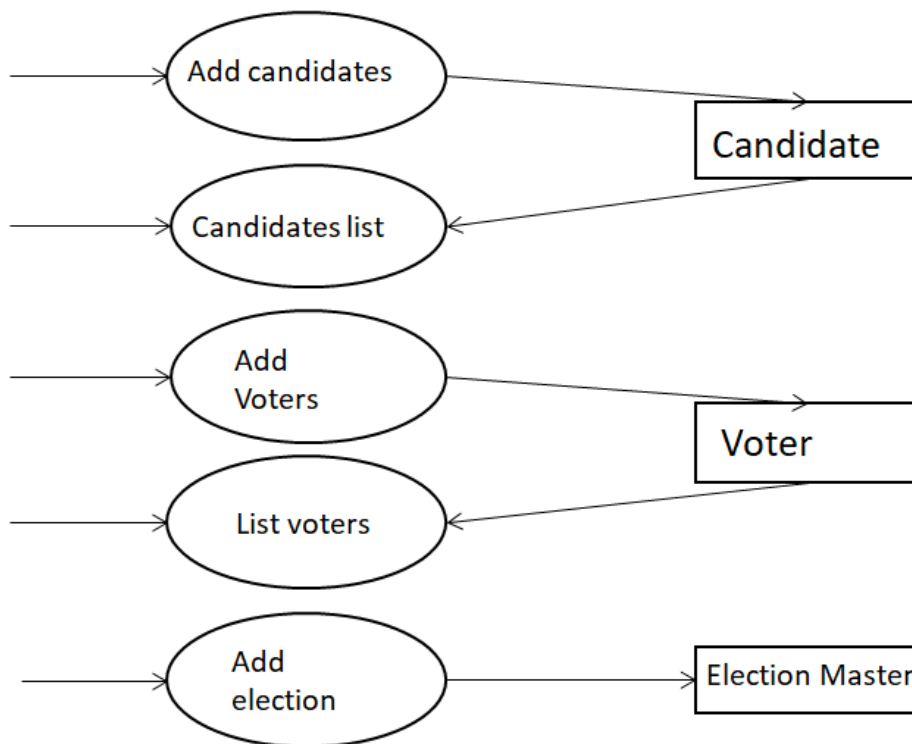 Add candidates
Candidate
Candidates list
Add
Voters
Voter
List voters
Add
election
Election Master